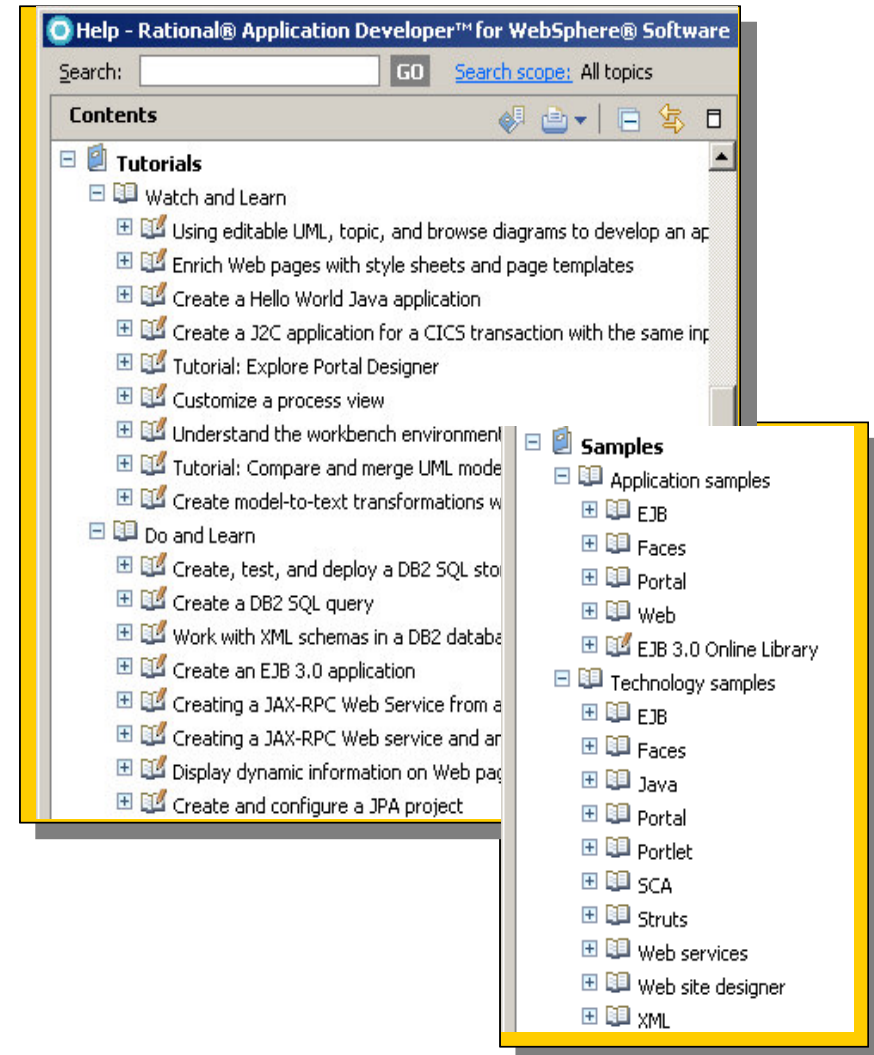 Help - Rational® Application Developer™ for WebSphere® Software
Search: GO Search scope: All topics
Contents
Tutorials
Watch and Learn
Using editable UML, topic, and browse diagrams to develop an ap
Enrich Web pages with style sheets and page templates
Create a Hello World Java application
Create a J2C application for a CICS transaction with the same inp
Tutorial: Explore Portal Designer
Customize a process view
Understand the workbench environment
Tutorial: Compare and merge UML mode
Create model-to-text transformations w
Do and Learn
Create, test, and deploy a DB2 SQL sto
Create a DB2 SQL query
Work with XML schemas in a DB2 databa
Create an EJB 3.0 application
Creating a JAX-RPC Web Service from a
Creating a JAX-RPC Web service and an
Display dynamic information on Web pag
Create and configure a JPA project
Samples
Application samples
EJB
Faces
Portal
Web
EJB 3.0 Online Library
Technology samples
EJB
Faces
Java
Portal
Portlet
SCA
Struts
Web services
Web site designer
XML